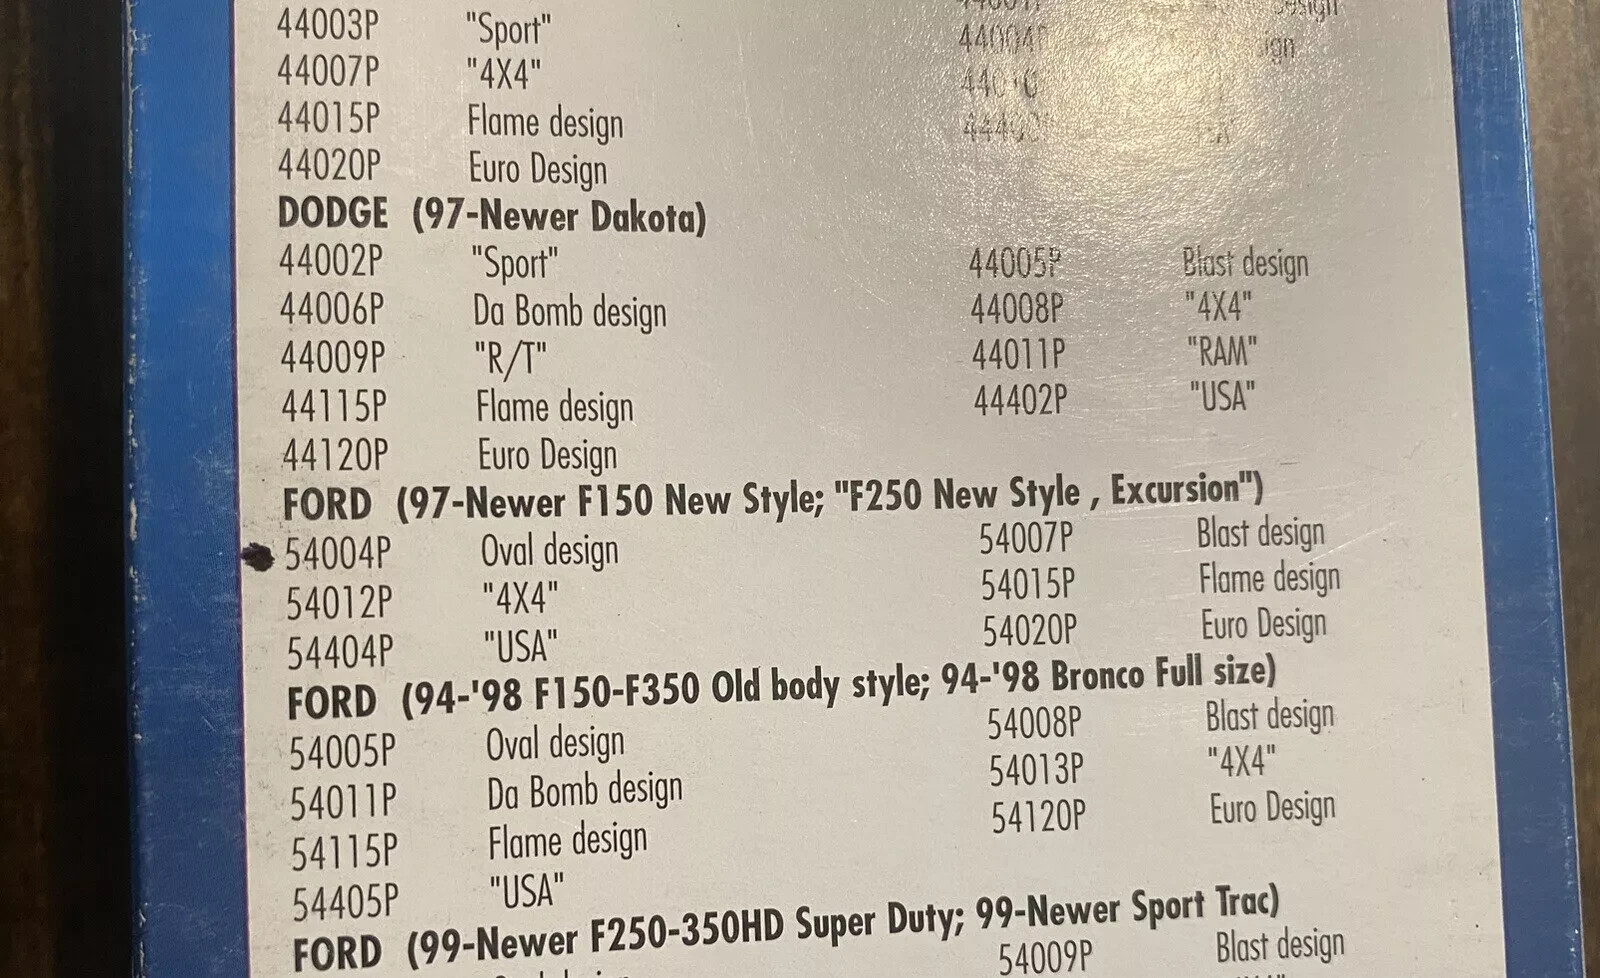 44003P "Sport"
44007P "4X4" 44004P
44015P Flame design
44020P Euro Design
DODGE (97-Newer Dakota)
44002P "Sport" 44005P Blast design
44006P Da Bomb design 44008P "4X4"
44009P "R/T" 44011P "RAM"
44115P Flame design 44402P "USA"
44120P Euro Design
FORD (97-Newer F150 New Style; "F250 New Style , Excursion")
54004P Oval design 54007P Blast design
54012P "4X4" 54015P Flame design
54404P "USA" 54020P Euro Design
FORD (94-'98 F150-F350 Old body style; 94-'98 Bronco Full size)
54005P Oval design 54008P Blast design
54011P Da Bomb design 54013P "4X4"
54115P Flame design 54120P Euro Design
54405P "USA"
FORD (99-Newer F250-350HD Super Duty; 99-Newer Sport Trac)
54009P Blast design